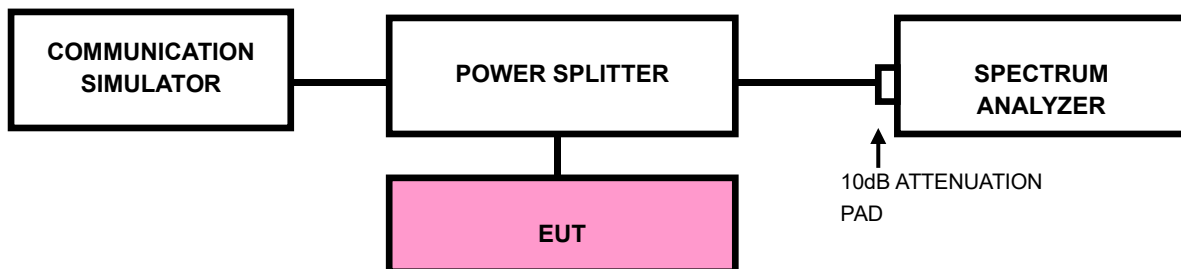 COMMUNICATION
SIMULATOR
POWER SPLITTER
SPECTRUM
ANALYZER
10dB ATTENUATION
PAD
EUT